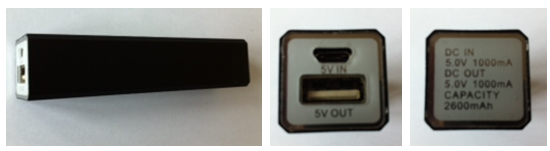 5V IN
5V OUT
DC IN
5.0V 1000mA
DC OUT
5.0V 1000mA
CAPACITY
2600mAh